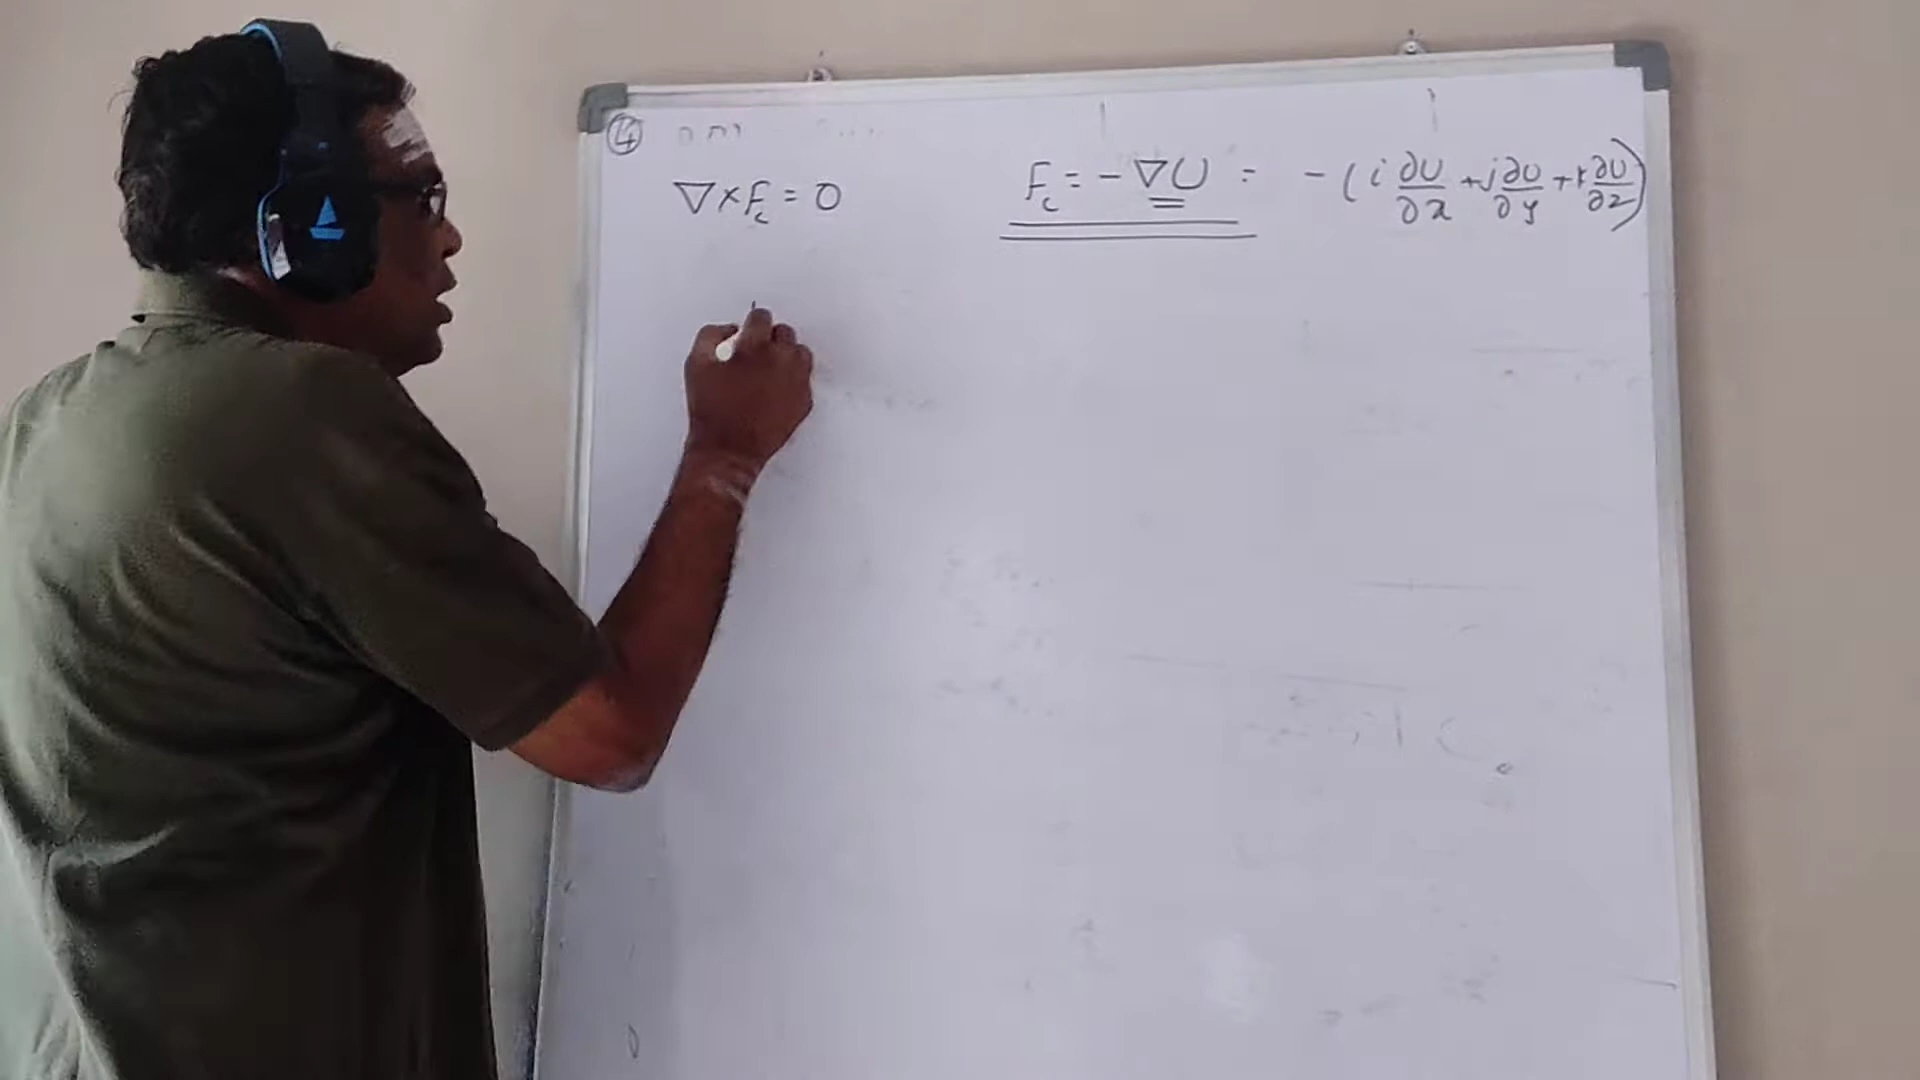 ④
∇×F_c = 0
F_c = -∇U = -(i ∂U/∂x + j ∂U/∂y + k ∂U/∂z)